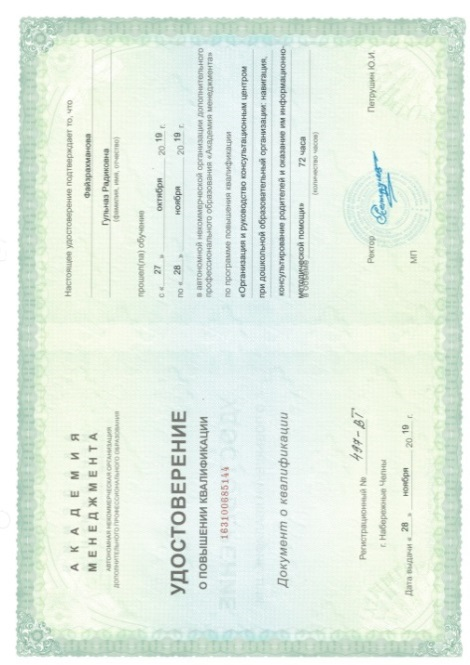 АКАДЕМИЯ
МЕНЕДЖМЕНТА
АВТОНОМНАЯ НЕКОММЕРЧЕСКАЯ ОРГАНИЗАЦИЯ
ДОПОЛНИТЕЛЬНОГО ПРОФЕССИОНАЛЬНОГО ОБРАЗОВАНИЯ
УДОСТОВЕРЕНИЕ
О ПОВЫШЕНИИ КВАЛИФИКАЦИИ
163100685144
Документ о квалификации
Регистрационный № 497-ВТ
г. Набережные Челны
Дата выдачи « 28 » ноября 20 19 г.
Настоящее удостоверение подтверждает то, что
Файзрахманова
Гульназ Радиковна
(фамилия, имя, отчество)
прошел(ла) обучение
с « 27 » октября 20 19 г.
по « 28 » ноября 20 19 г.
в автономной некоммерческой организации дополнительного
профессионального образования «Академия менеджмента»
по программе повышения квалификации
«Организация и руководство консультационным центром
при дошкольной образовательный организации: навигация,
консультирование родителей и оказание им информационно-
методической помощи»
в объеме 72 часа
(количество часов)
Ректор Петрушин Ю.И.
МП